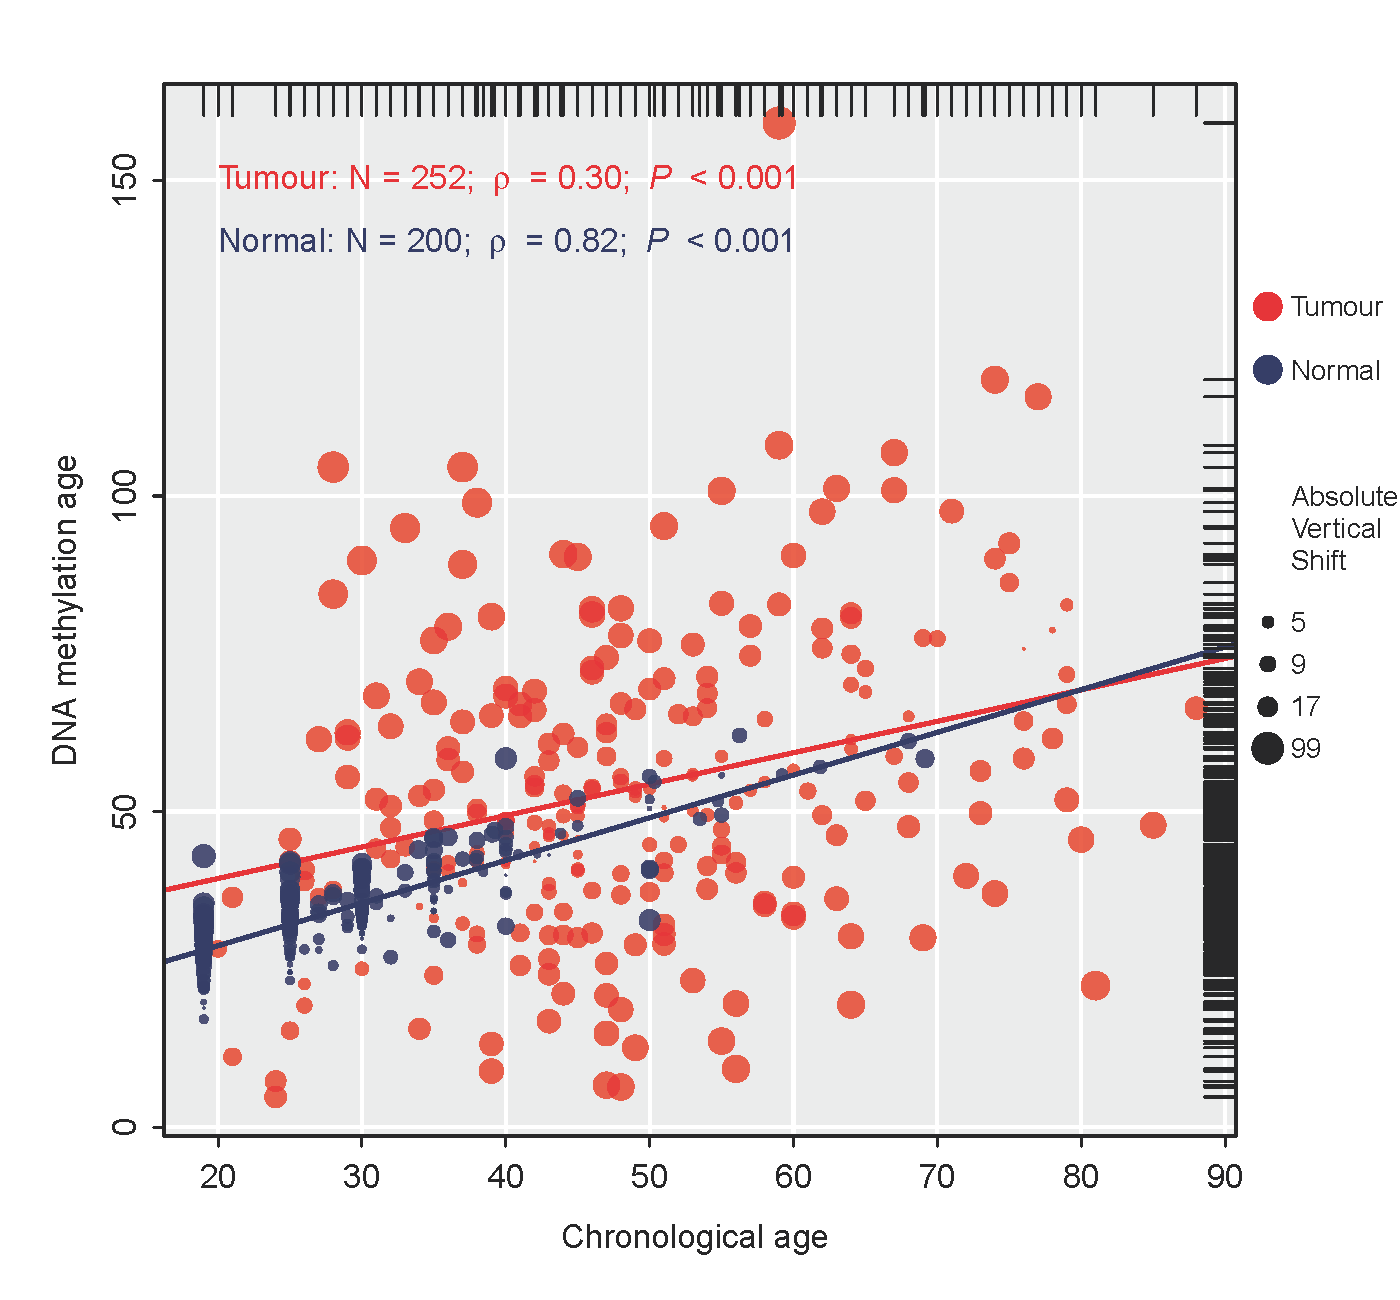 Tumour: N = 252; ρ = 0.30; P < 0.001
Normal: N = 200; ρ = 0.82; P < 0.001
150
100
50
0
DNA methylation age
20 30 40 50 60 70 80 90
Chronological age
Tumour
Normal
Absolute
Vertical
Shift
5
9
17
99